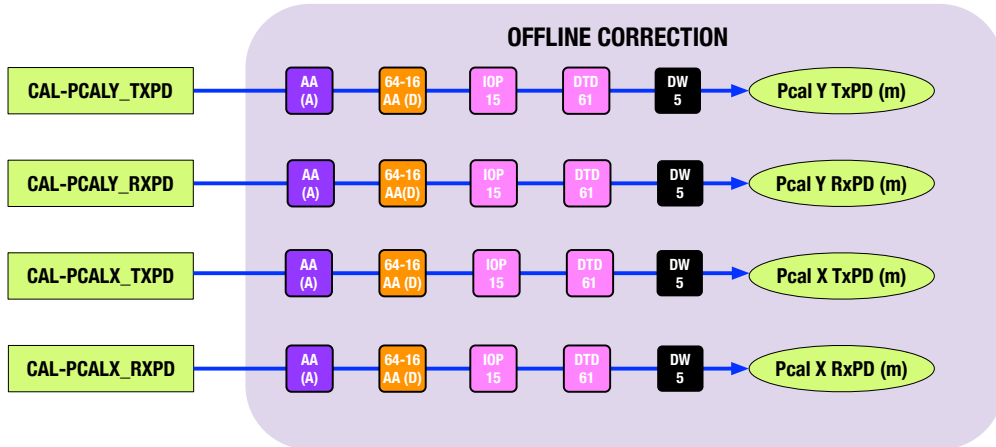 OFFLINE CORRECTION
CAL-PCALY_TXPD
AA
(A)
64-16
AA (D)
IOP
15
DTD
61
DW
5
Pcal Y TxPD (m)
CAL-PCALY_RXPD
AA
(A)
64-16
AA(D)
IOP
15
DTD
61
DW
5
Pcal Y RxPD (m)
CAL-PCALX_TXPD
AA
(A)
64-16
AA (D)
IOP
15
DTD
61
DW
5
Pcal X TxPD (m)
CAL-PCALX_RXPD
AA
(A)
64-16
AA (D)
IOP
15
DTD
61
DW
5
Pcal X RxPD (m)